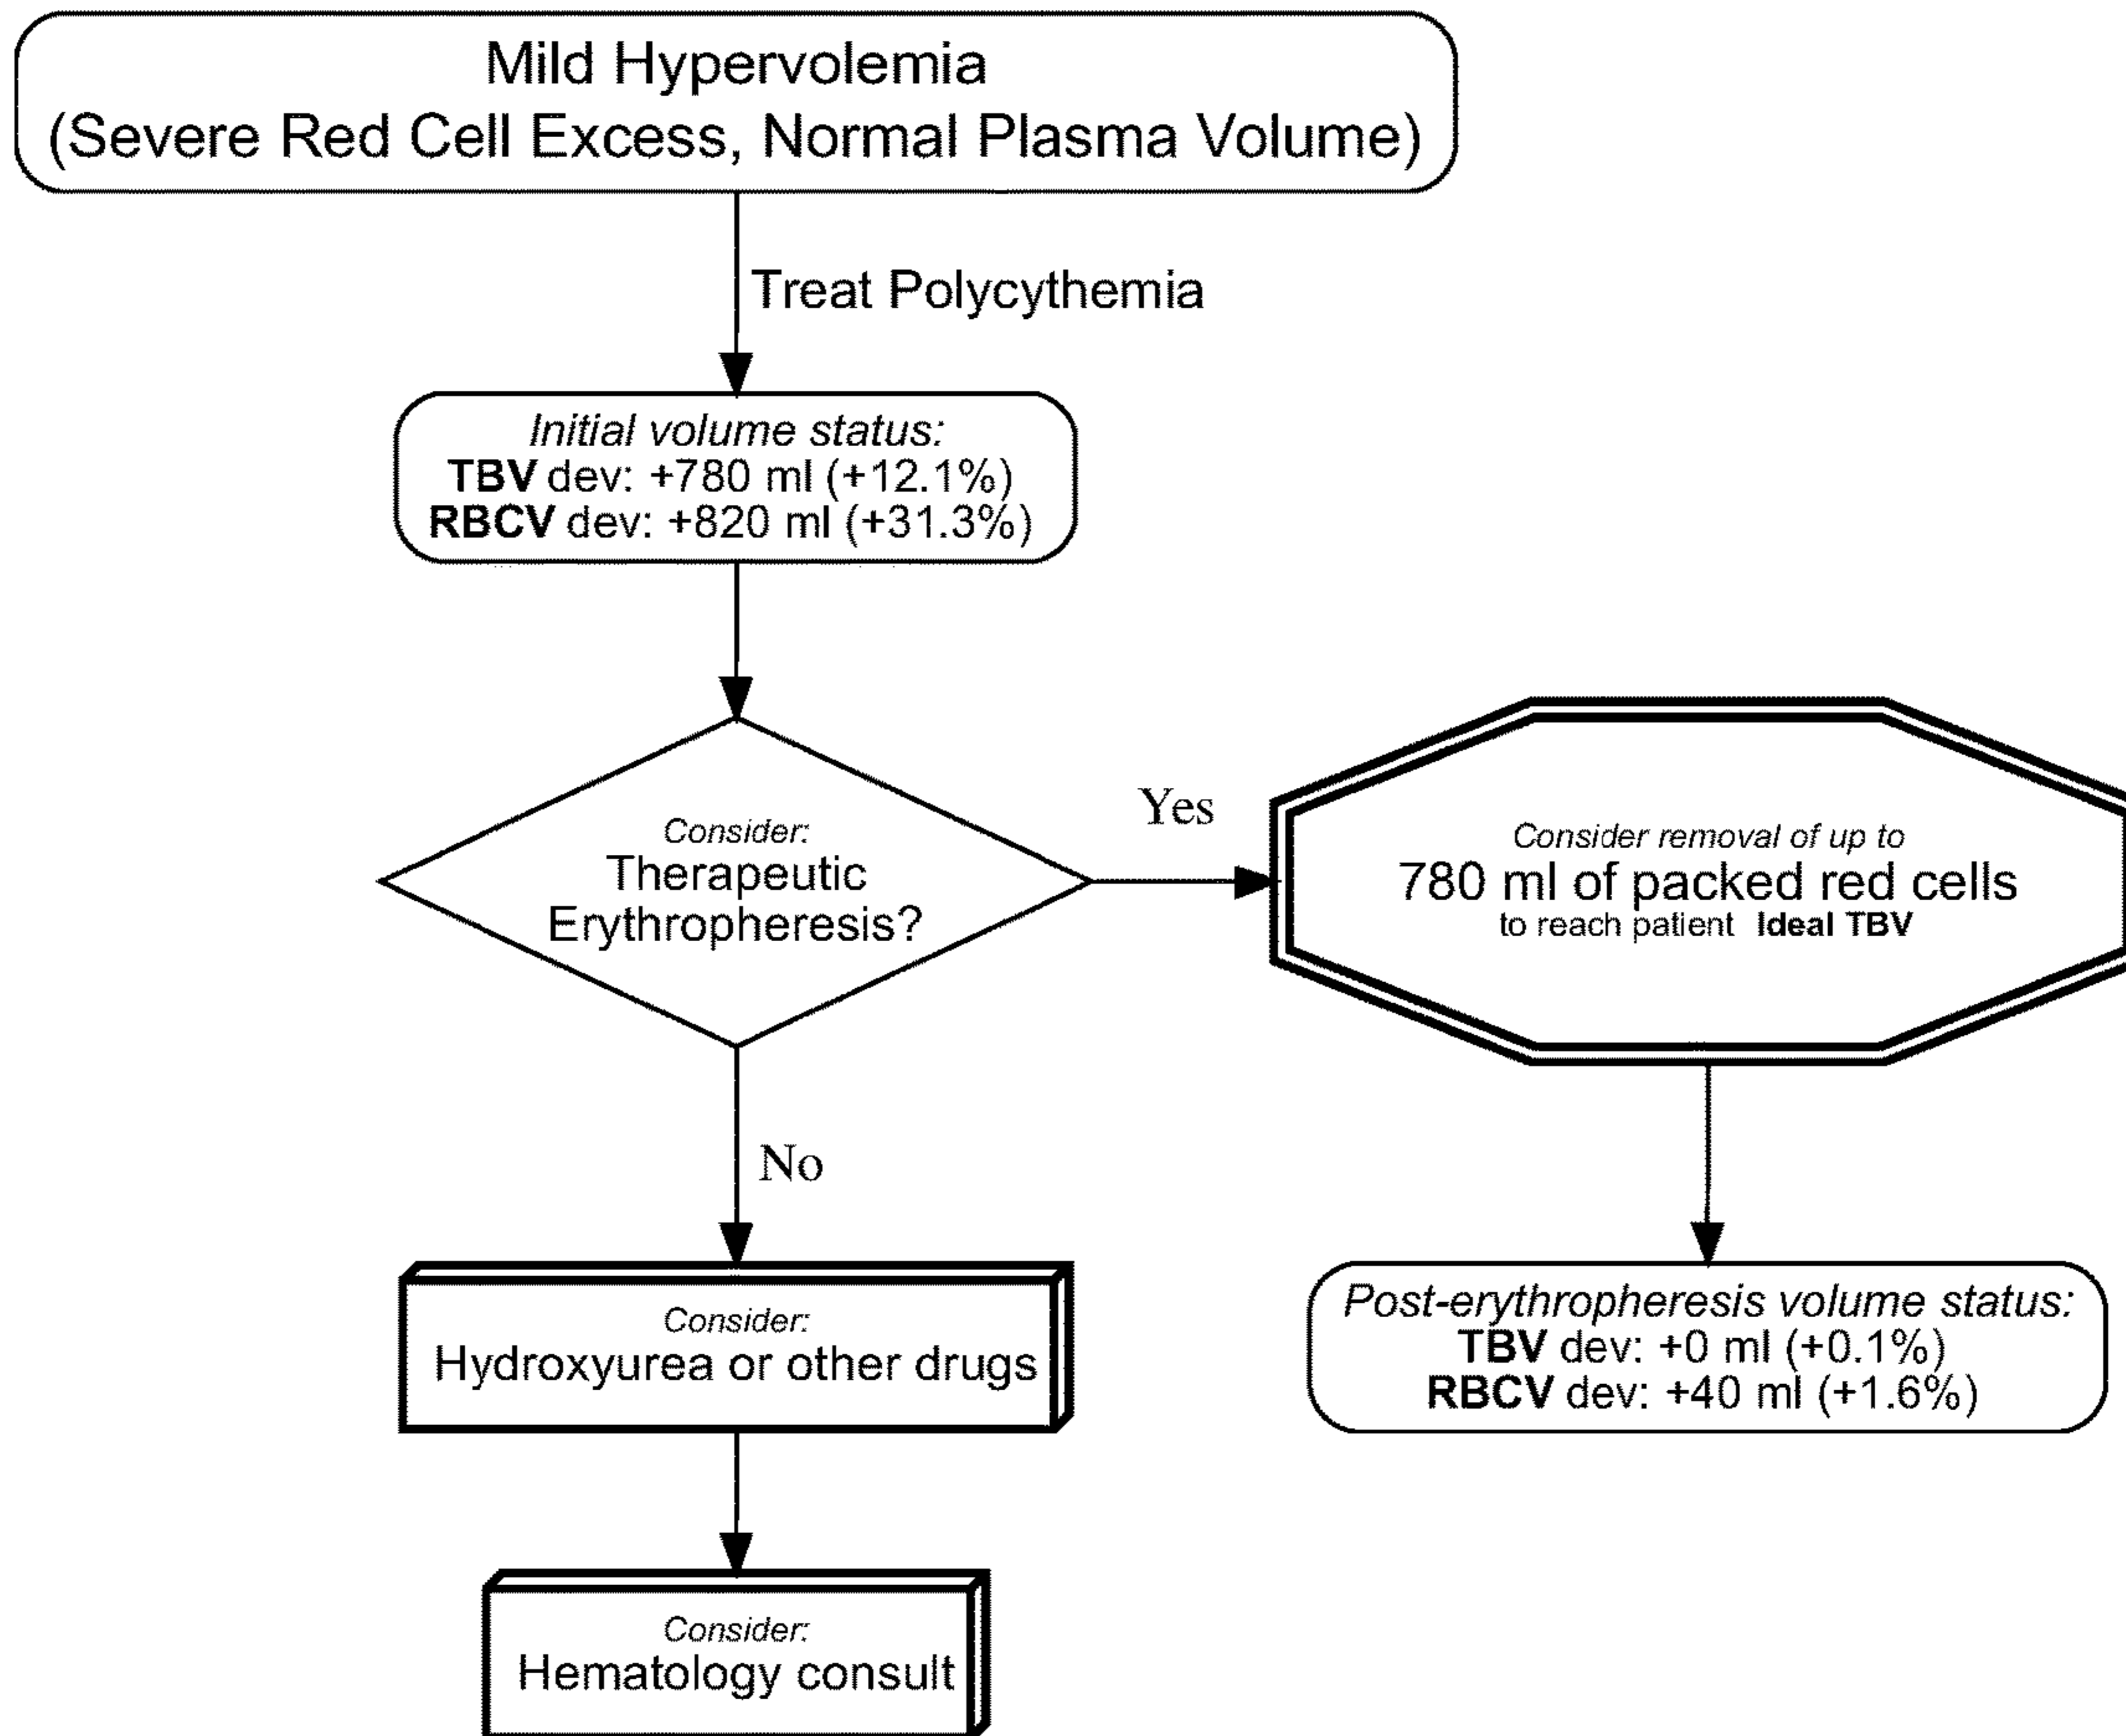 Mild Hypervolemia
(Severe Red Cell Excess, Normal Plasma Volume)
Treat Polycythemia
Initial volume status:
TBV dev: +780 ml (+12.1%)
RBCV dev: +820 ml (+31.3%)
Consider:
Therapeutic
Erythropheresis?
Yes
Consider removal of up to
780 ml of packed red cells
to reach patient Ideal TBV
No
Post-erythropheresis volume status:
TBV dev: +0 ml (+0.1%)
RBCV dev: +40 ml (+1.6%)
Consider:
Hydroxyurea or other drugs
Consider:
Hematology consult